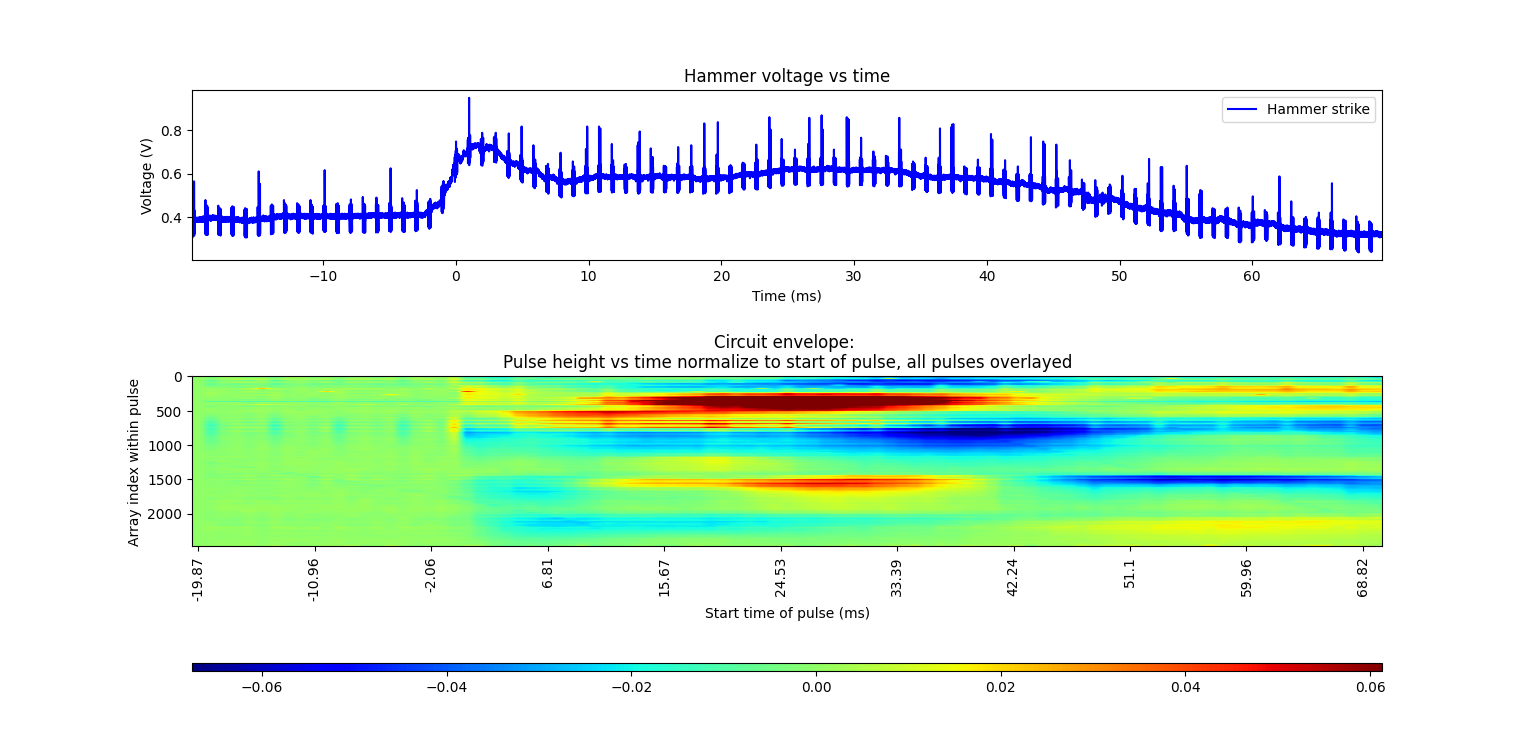 Hammer voltage vs time
Voltage (V)
0.8
0.6
0.4
Hammer strike
−10 0 10 20 30 40 50 60
Time (ms)
Circuit envelope:
Pulse height vs time normalize to start of pulse, all pulses overlayed
Array index within pulse
0
500
1000
1500
2000
-19.87 -10.96 -2.06 6.81 15.67 24.53 33.39 42.24 51.1 59.96 68.82
Start time of pulse (ms)
−0.06 −0.04 −0.02 0.00 0.02 0.04 0.06